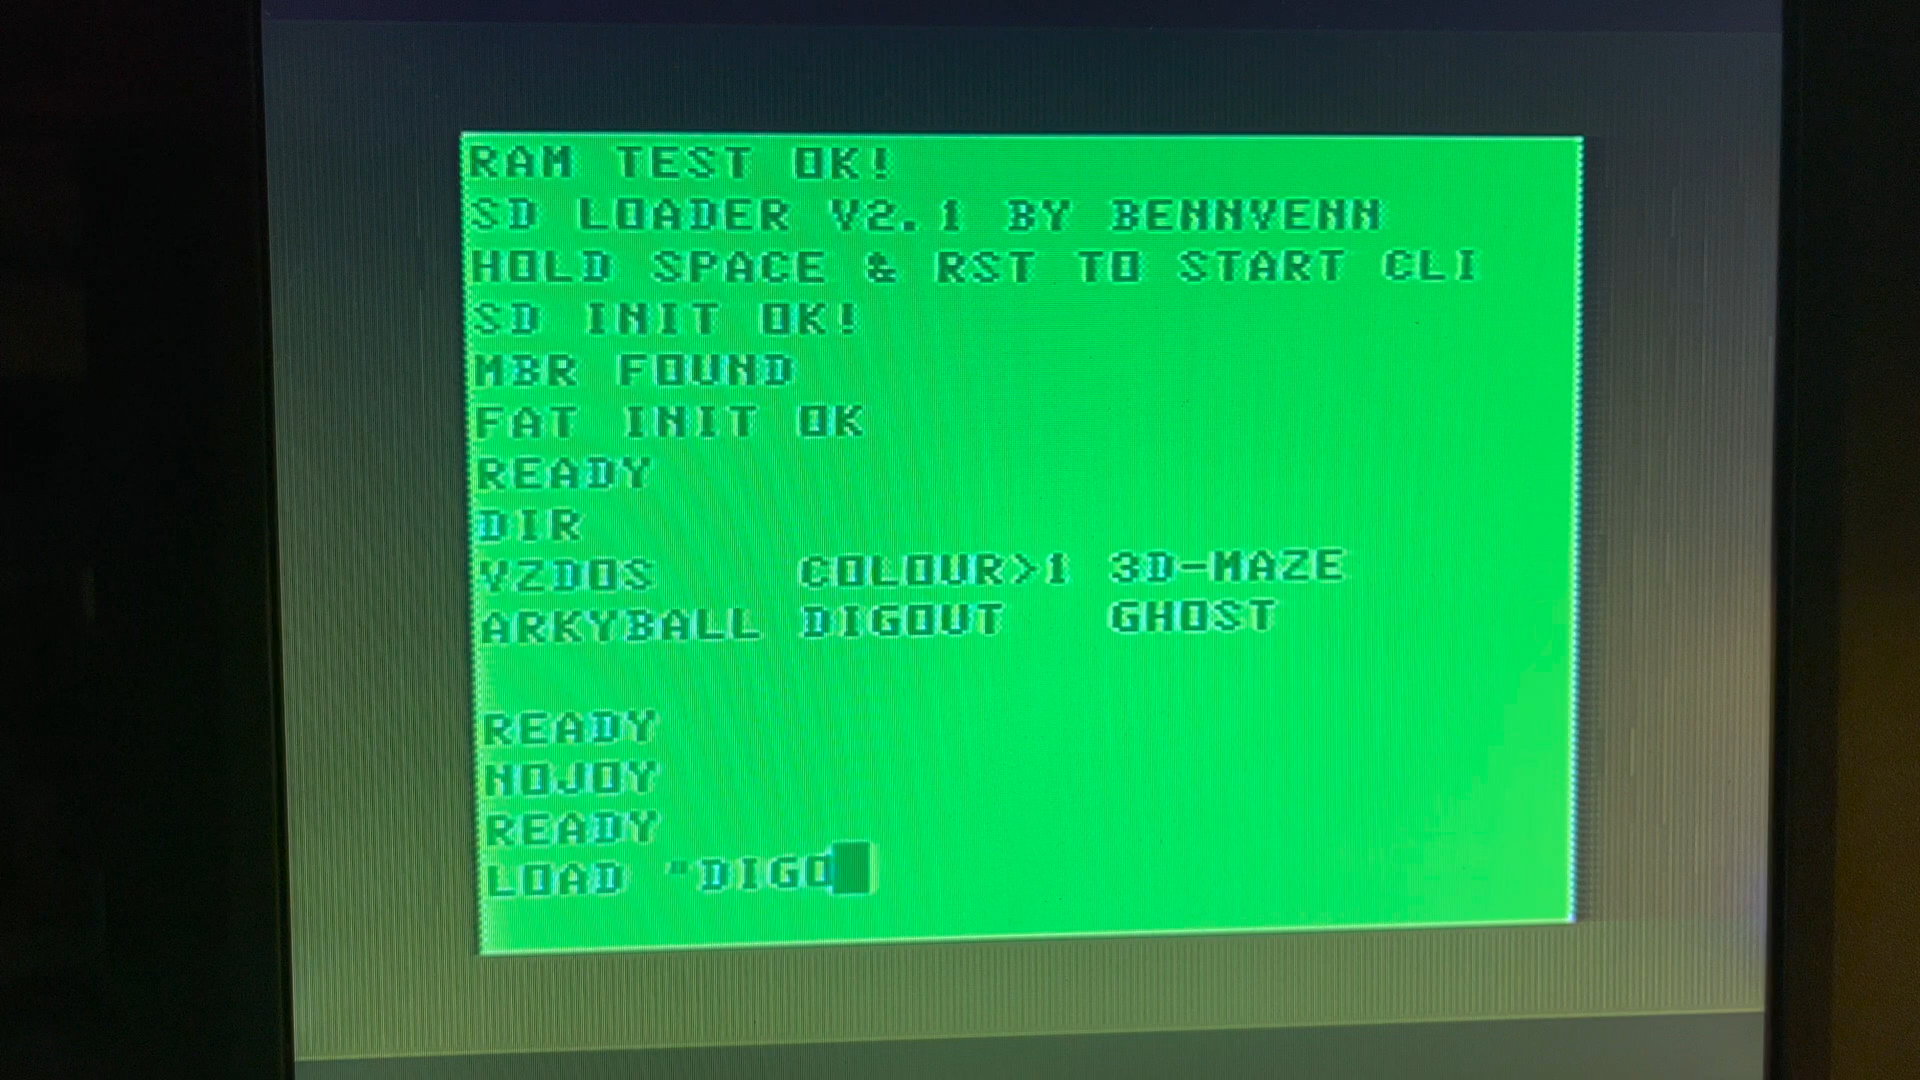 RAM TEST OK!
SD LOADER V2.1 BY BENNVENN
HOLD SPACE & RST TO START CLI
SD INIT OK!
MBR FOUND
FAT INIT OK
READY
DIR
VZDOS COLOUR>1 3D-MAZE
ARKYBALL DIGOUT GHOST
READY
NOJOY
READY
LOAD "DIGO